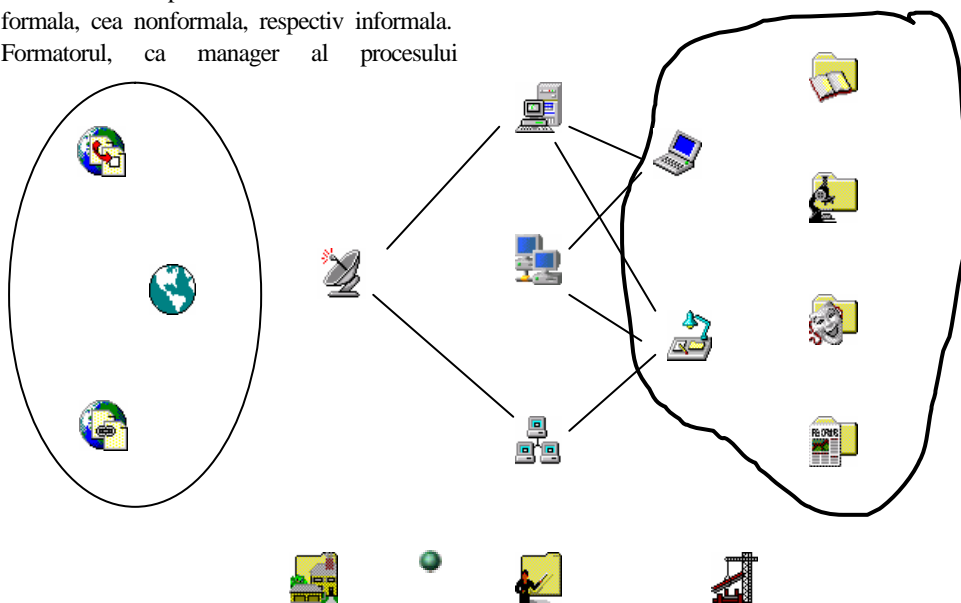 formala, cea nonformala, respectiv informala.
Formatorul, ca manager al procesului